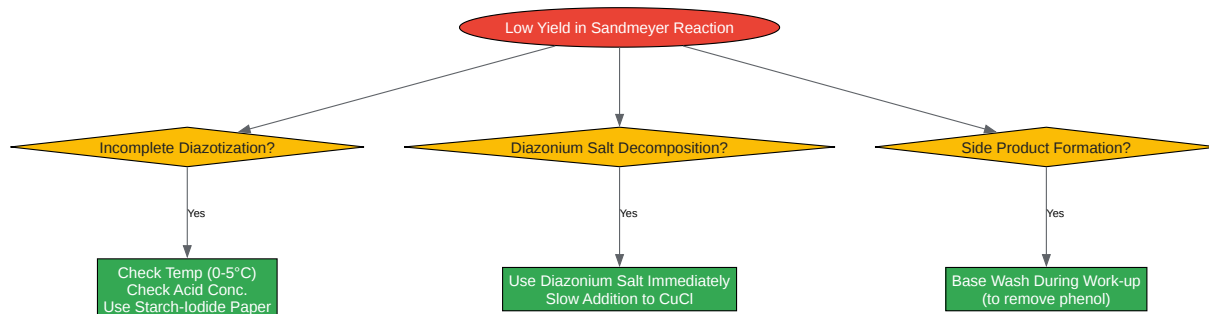 Low Yield in Sandmeyer Reaction
Incomplete Diazotization?
Diazonium Salt Decomposition?
Side Product Formation?
Yes
Yes
Yes
Check Temp (0-5°C)
Check Acid Conc.
Use Starch-Iodide Paper
Use Diazonium Salt Immediately
Slow Addition to CuCl
Base Wash During Work-up
(to remove phenol)